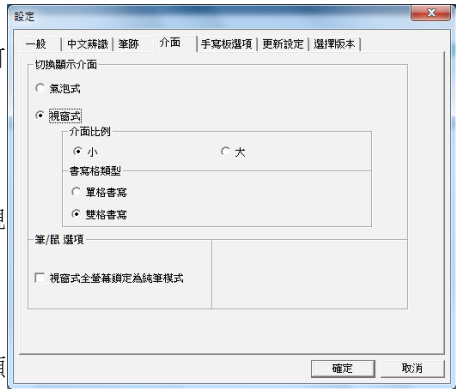 設定
一般 中文辨識 筆跡 介面 手寫板選項 更新設定 選擇版本
切換顯示介面
氣泡式
視窗式
介面比例
小 大
書寫格類型
單格書寫
雙格書寫
筆/鼠 選項
視窗式全螢幕鎖定為純筆模式
確定 取消